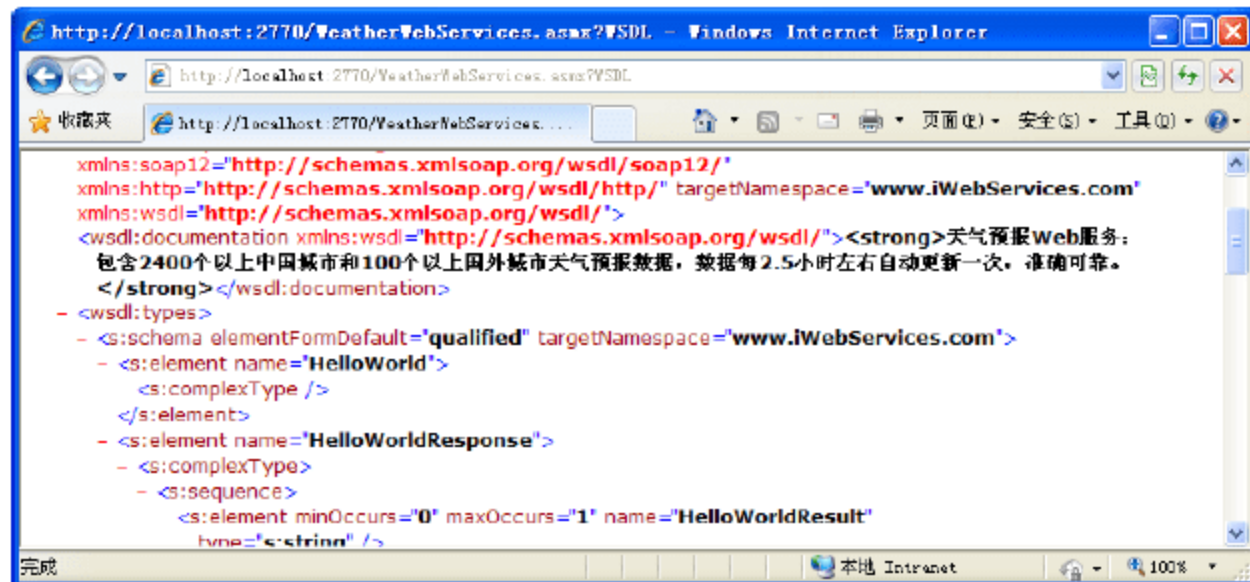 http://localhost:2770/WeatherWebServices.asmx?WSDL - Windows Internet Explorer
http://localhost:2770/WeatherWebServices.asmx?WSDL
收藏夹 http://localhost:2770/WeatherWebServices.... 页面(P) 安全(S) 工具(O)
xmlns:soap12="http://schemas.xmlsoap.org/wsdl/soap12/"
xmlns:http="http://schemas.xmlsoap.org/wsdl/http/" targetNamespace="www.iWebServices.com"
xmlns:wsdl="http://schemas.xmlsoap.org/wsdl/">
<wsdl:documentation xmlns:wsdl="http://schemas.xmlsoap.org/wsdl/"><strong>天气预报Web服务：
包含2400个以上中国城市和100个以上国外城市天气预报数据，数据每2.5小时左右自动更新一次，准确可靠。
</strong></wsdl:documentation>
- <wsdl:types>
- <s:schema elementFormDefault="qualified" targetNamespace="www.iWebServices.com">
- <s:element name="HelloWorld">
<s:complexType />
</s:element>
- <s:element name="HelloWorldResponse">
- <s:complexType>
- <s:sequence>
<s:element minOccurs="0" maxOccurs="1" name="HelloWorldResult"
type="s:string" />
完成 本地 Intranet 100%